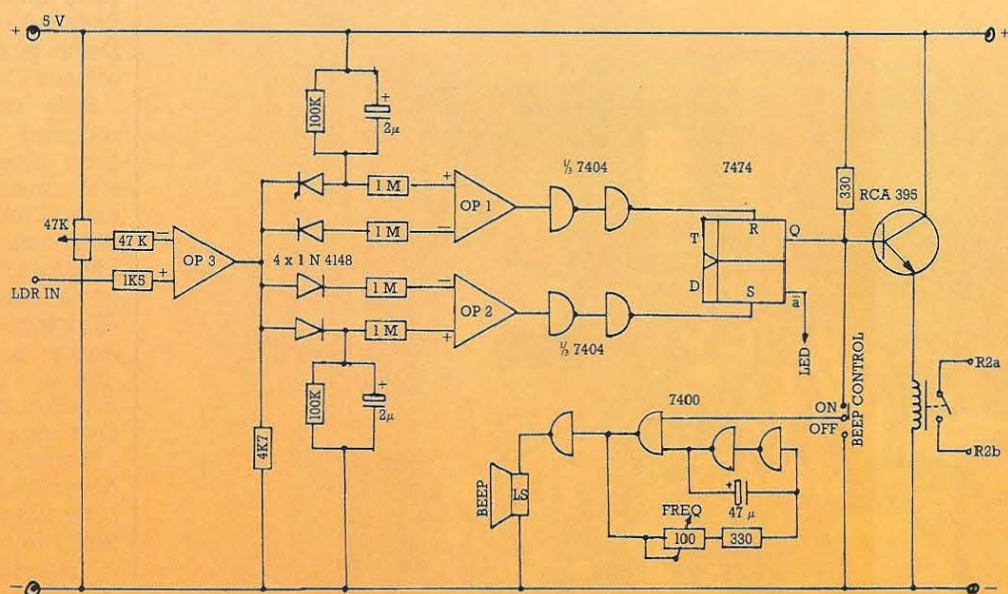 + 5 V +
100K
+
2μ
⅓ 7404
7474
330
RCA 395
47K
47 K
−
+
OP 3
1K5
LDR IN
1 M
+
1 M
−
OP 1
4 x 1 N 4148
1 M
−
1 M
+
OP 2
⅓ 7404
T
R
Q
D
S
a
LED
100K
+
2μ
4K7
7400
ON
OFF
BEEP CONTROL
R2a
R2b
BEEP
LS
+
47 μ
FREQ
100
330
−
−